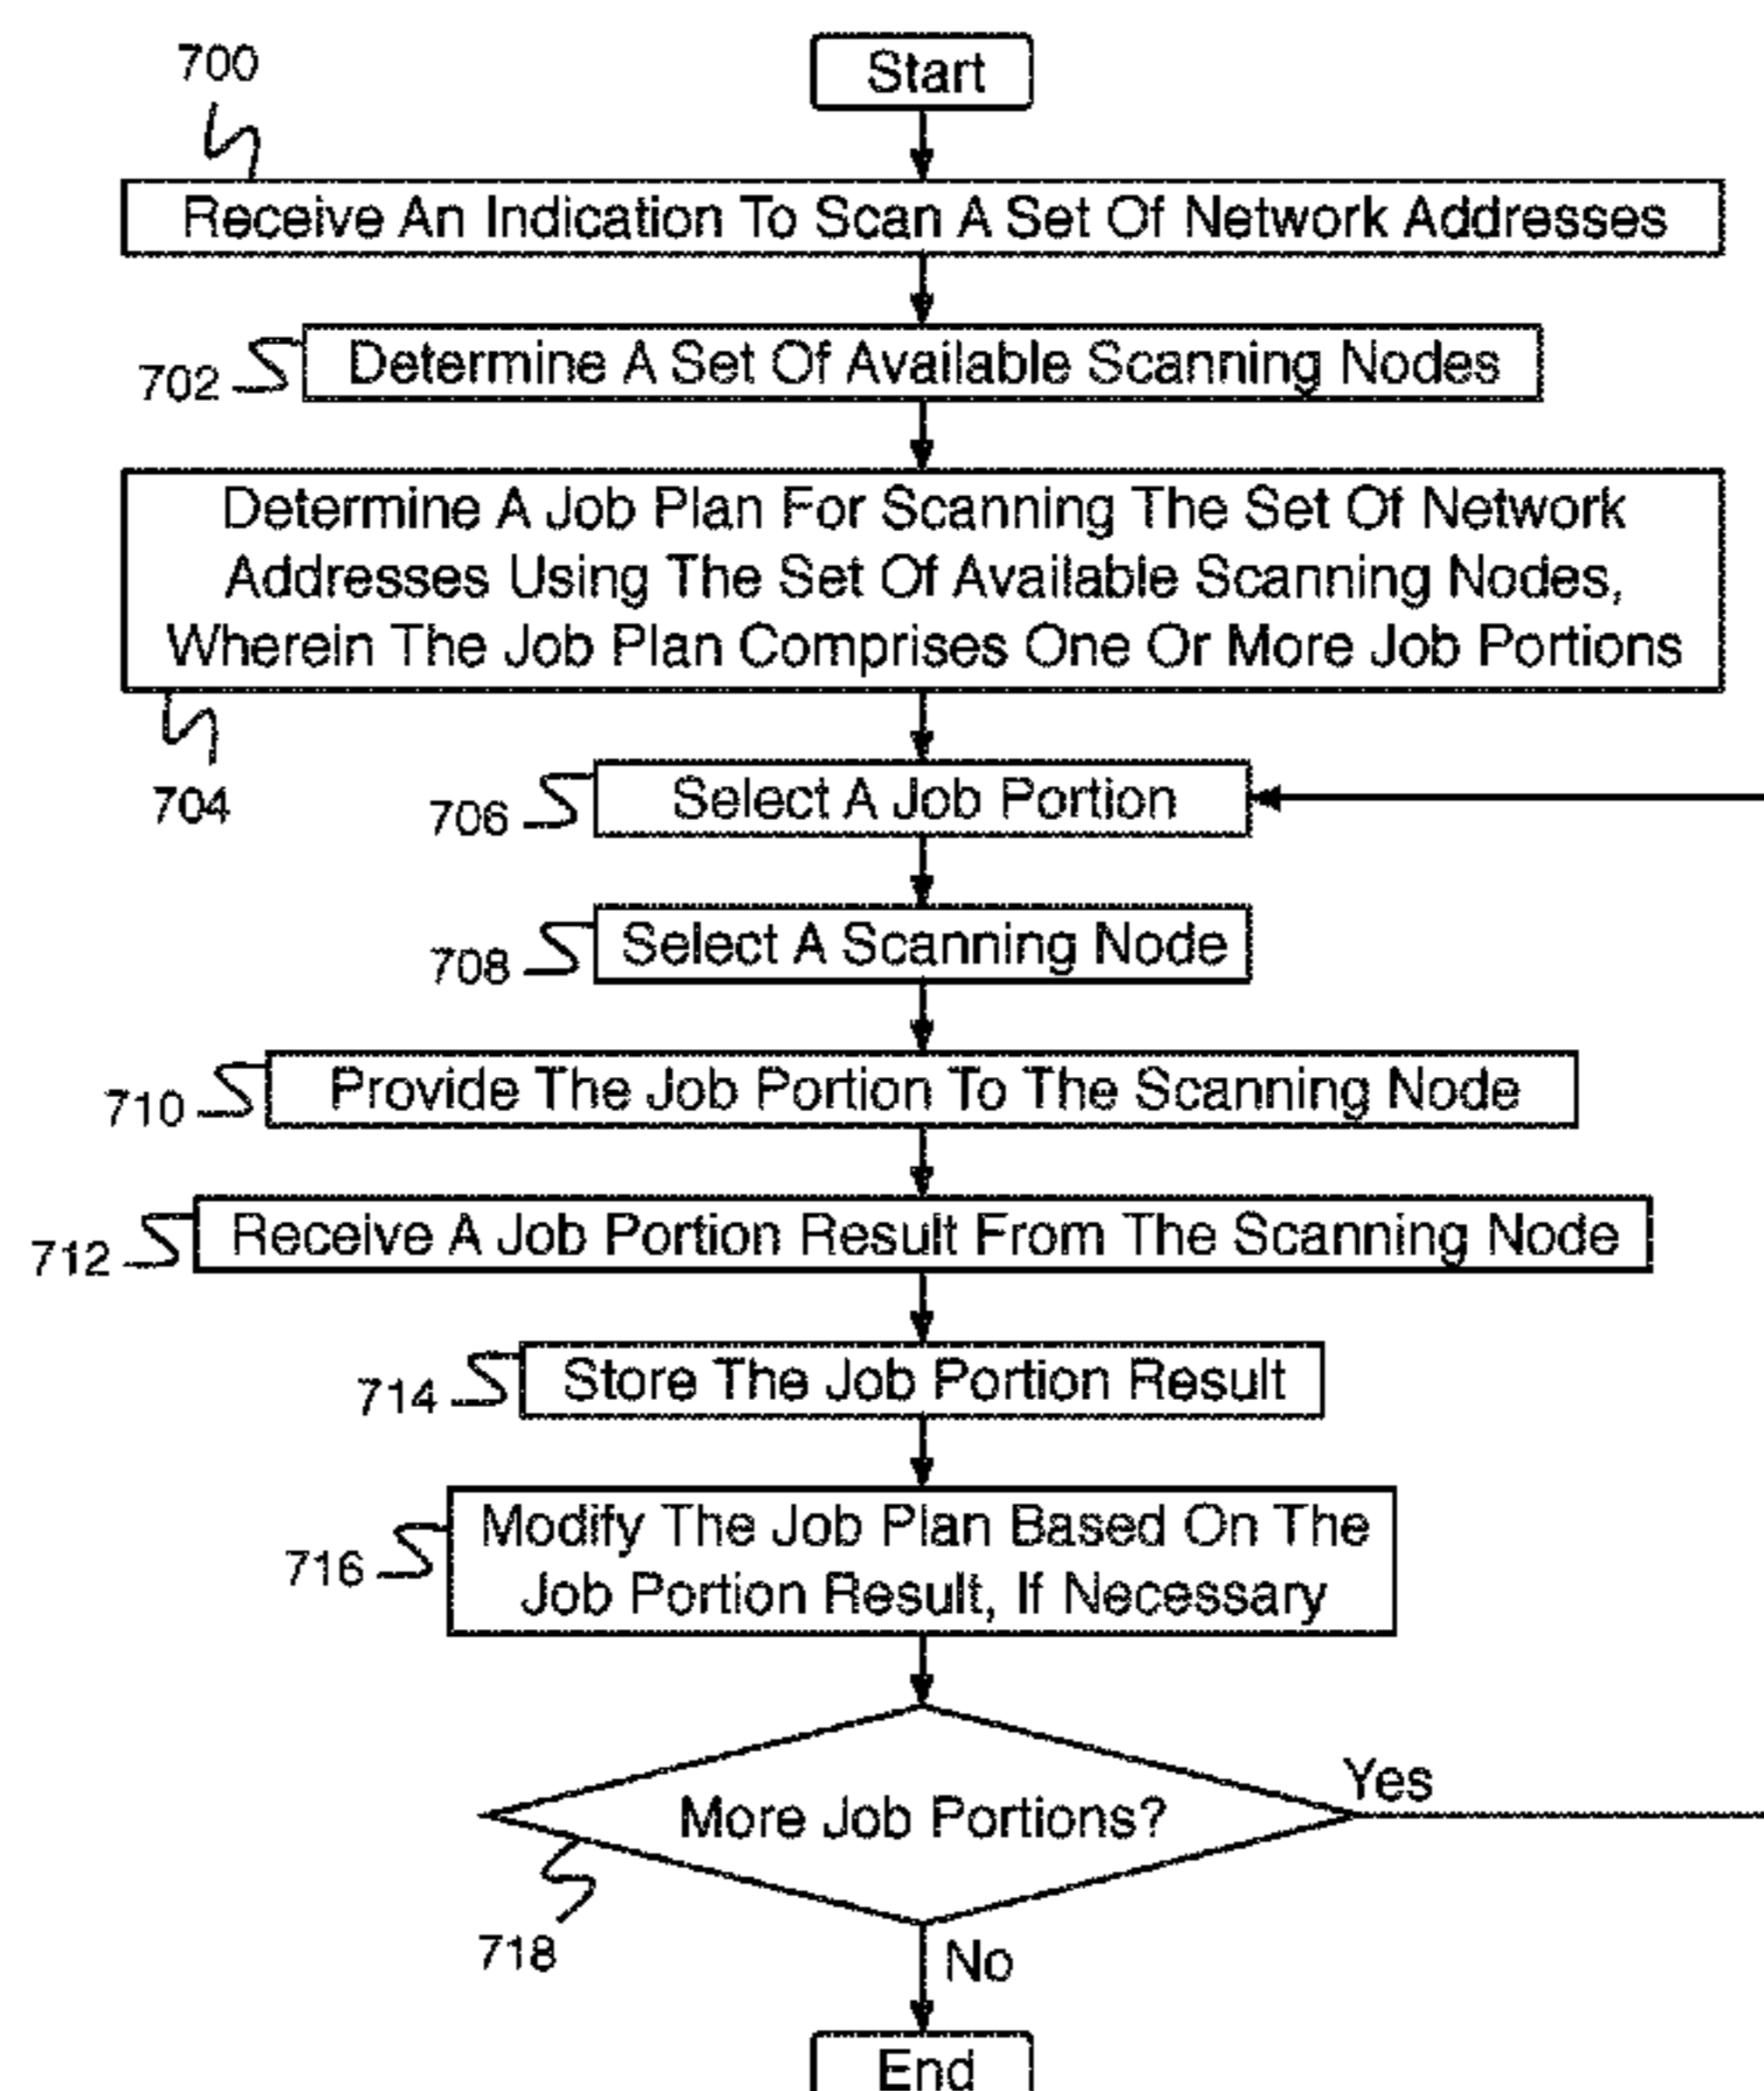 700
Start
Receive An Indication To Scan A Set Of Network Addresses
702
Determine A Set Of Available Scanning Nodes
Determine A Job Plan For Scanning The Set Of Network
Addresses Using The Set Of Available Scanning Nodes,
Wherein The Job Plan Comprises One Or More Job Portions
704
706
Select A Job Portion
708
Select A Scanning Node
710
Provide The Job Portion To The Scanning Node
712
Receive A Job Portion Result From The Scanning Node
714
Store The Job Portion Result
716
Modify The Job Plan Based On The
Job Portion Result, If Necessary
More Job Portions?
Yes
718
No
End